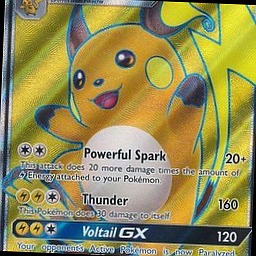 Powerful Spark 20+
This attack does 20 more damage times the amount of
Energy attached to your Pokémon.
Thunder 160
This Pokémon does 30 damage to itself.
Voltail GX 120
Your opponent's Active Pokémon is now Paralyzed.